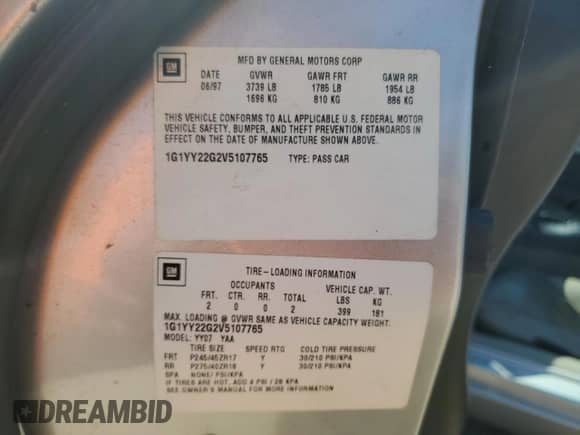 GM
MFD BY GENERAL MOTORS CORP
DATE GVWR GAWR FRT GAWR RR
06/97 3739 LB 1785 LB 1954 LB
1696 KG 810 KG 886 KG
THIS VEHICLE CONFORMS TO ALL APPLICABLE U.S. FEDERAL MOTOR
VEHICLE SAFETY, BUMPER, AND THEFT PREVENTION STANDARDS IN
EFFECT ON THE DATE OF MANUFACTURE SHOWN ABOVE.
1G1YY22G2V5107765 TYPE: PASS CAR
GM
TIRE-LOADING INFORMATION
OCCUPANTS VEHICLE CAP. WT.
FRT. CTR. RR. TOTAL LBS KG
2 0 0 2 399 181
MAX. LOADING @ GVWR SAME AS VEHICLE CAPACITY WEIGHT.
1G1YY22G2V5107765
MODEL: YY07 YAA
TIRE SIZE SPEED RTG COLD TIRE PRESSURE
FRT P245/45ZR17 Y 30/210 PSI/KPA
RR P275/40ZR18 Y 30/210 PSI/KPA
SPA NONE/ PSI/KPA
IF TIRES ARE HOT, ADD 4 PSI / 28 KPA
SEE OWNER'S MANUAL FOR MORE INFORMATION
DREAMBID